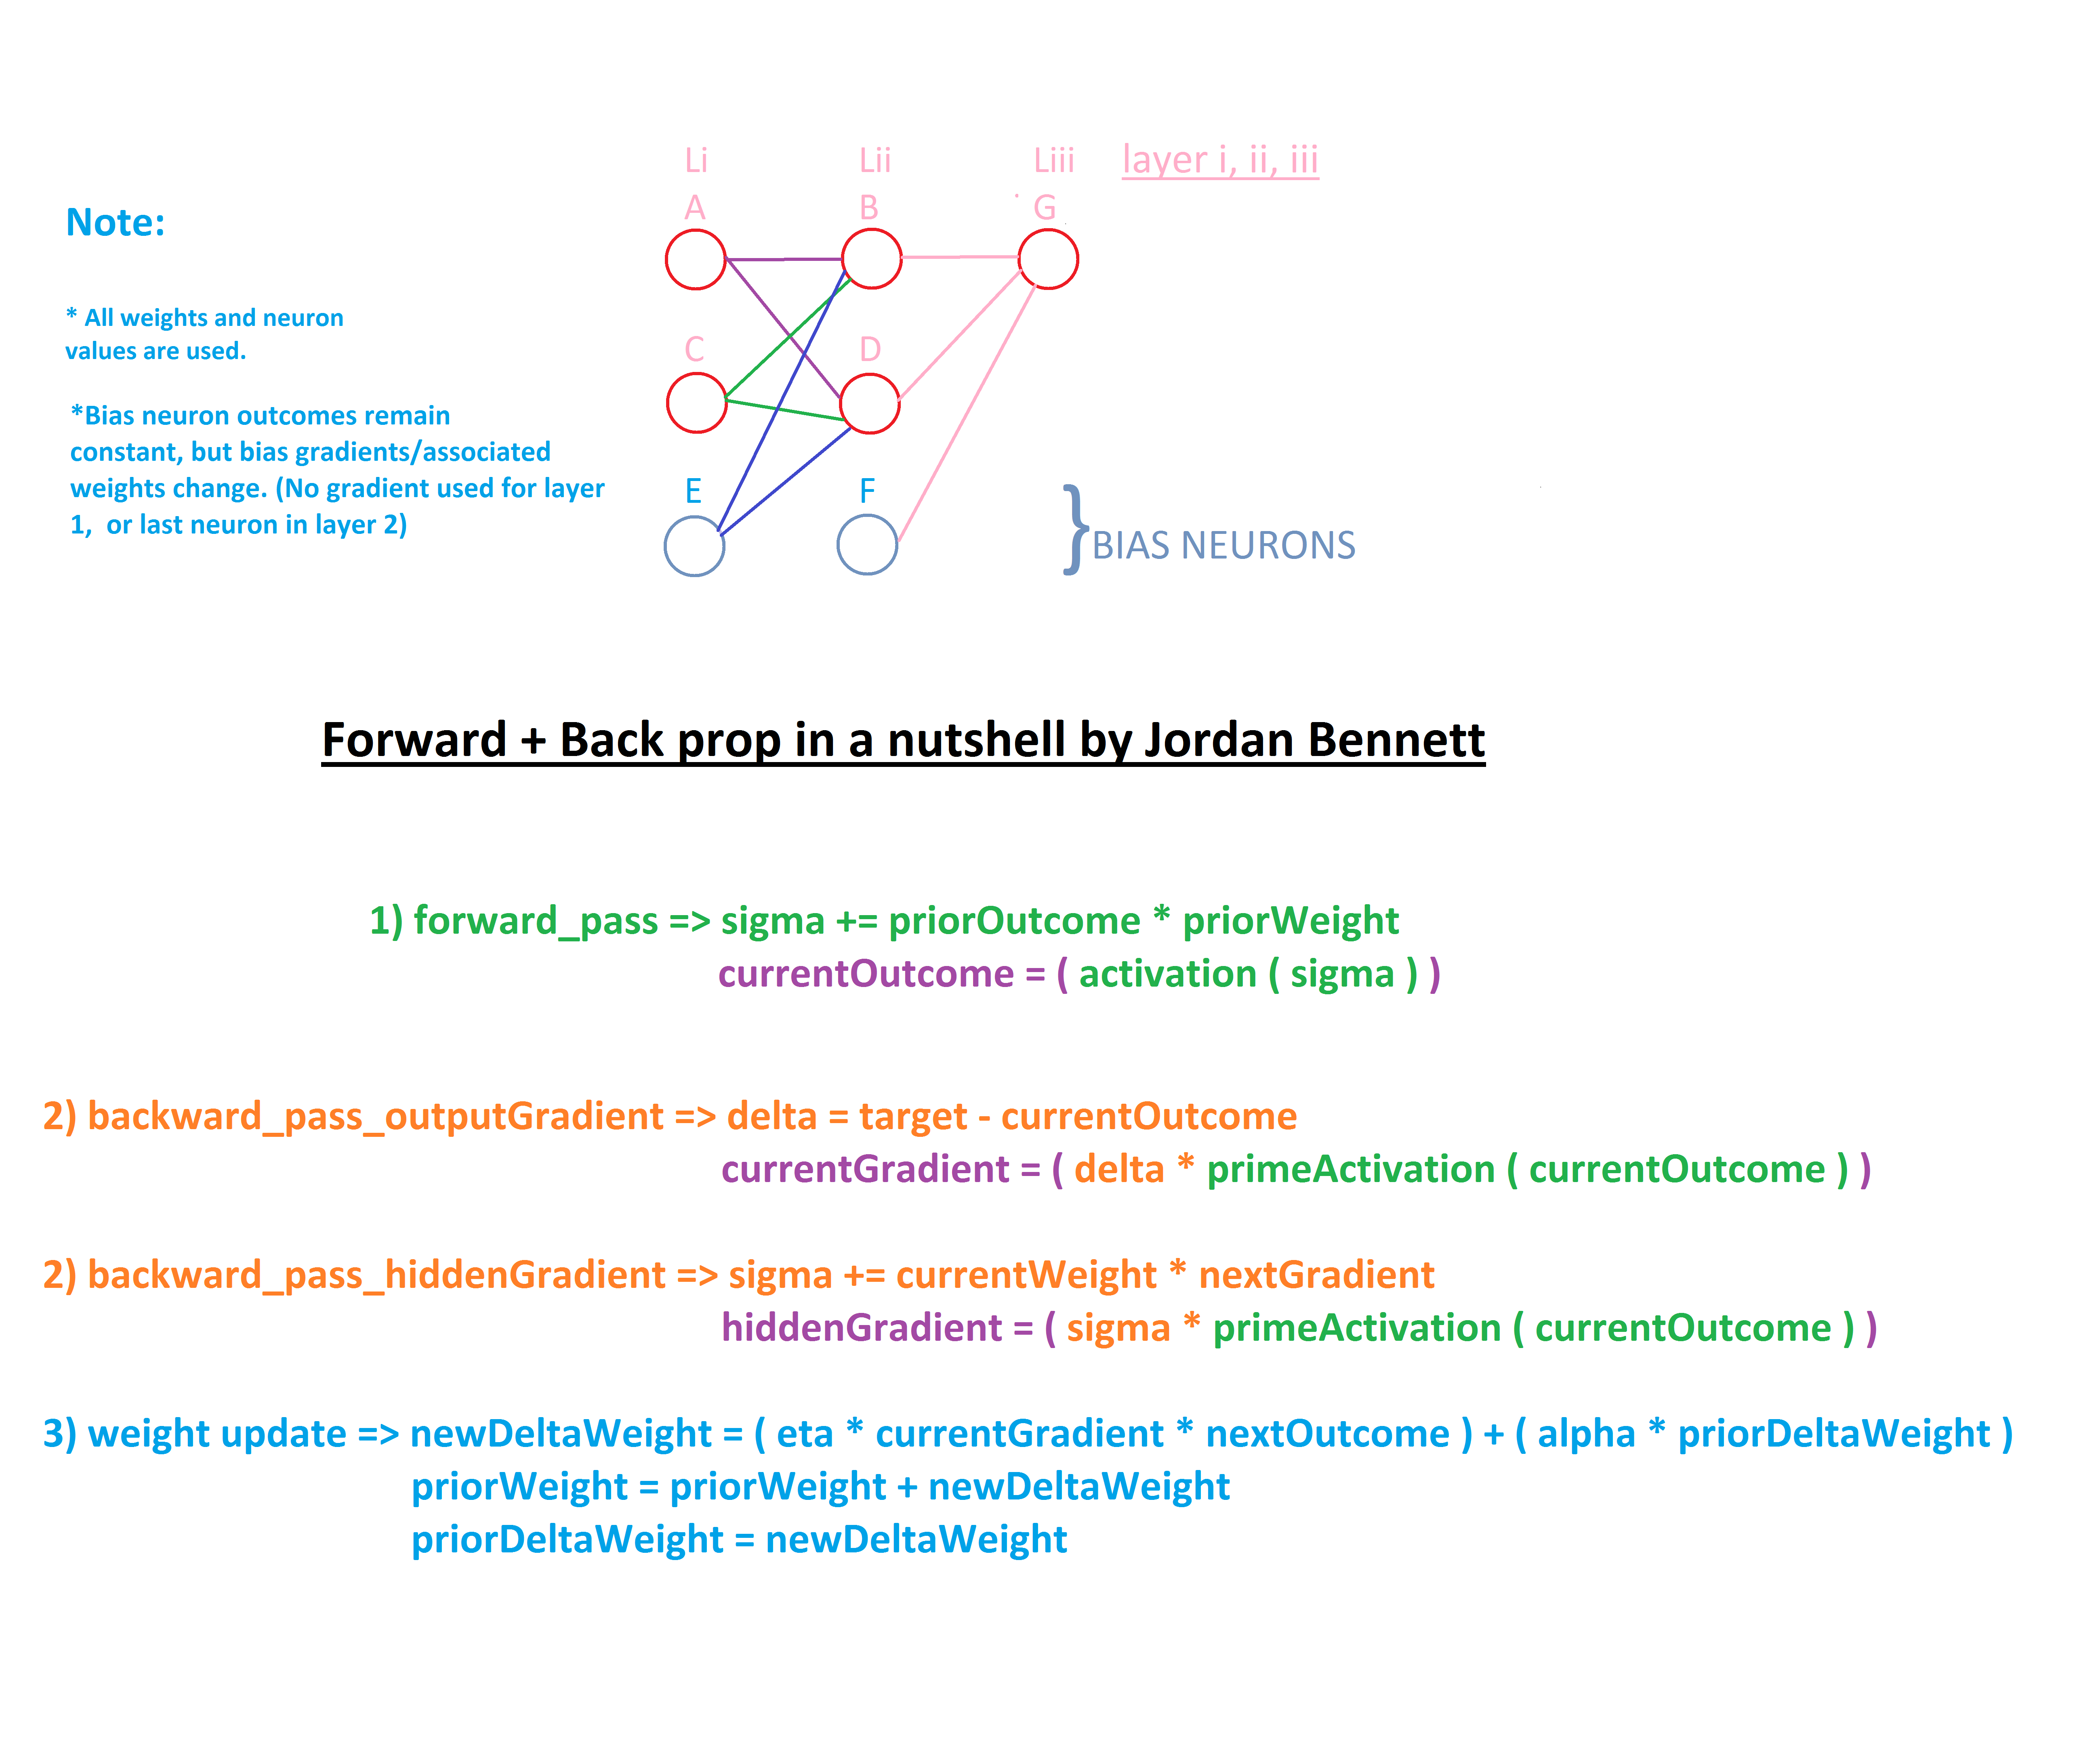 Li Lii Liii layer i, ii, iii
A B G
Note:
* All weights and neuron
values are used.
C D
*Bias neuron outcomes remain
constant, but bias gradients/associated
weights change. (No gradient used for layer
1,  or last neuron in layer 2)
E F
} BIAS NEURONS
Forward + Back prop in a nutshell by Jordan Bennett
1) forward_pass => sigma += priorOutcome * priorWeight
currentOutcome = ( activation ( sigma ) )
2) backward_pass_outputGradient => delta = target - currentOutcome
currentGradient = ( delta * primeActivation ( currentOutcome ) )
2) backward_pass_hiddenGradient => sigma += currentWeight * nextGradient
hiddenGradient = ( sigma * primeActivation ( currentOutcome ) )
3) weight update => newDeltaWeight = ( eta * currentGradient * nextOutcome ) + ( alpha * priorDeltaWeight )
priorWeight = priorWeight + newDeltaWeight
priorDeltaWeight = newDeltaWeight